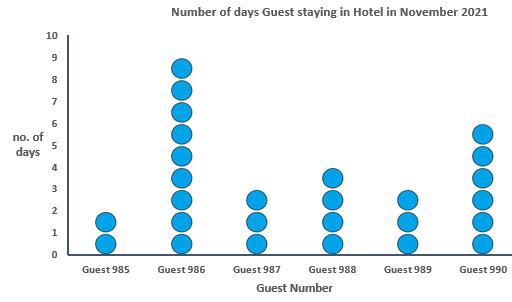 Number of days Guest staying in Hotel in November 2021
10
9
8
7
6
5
4
3
2
1
0
no. of
days
Guest 985 Guest 986 Guest 987 Guest 988 Guest 989 Guest 990
Guest Number